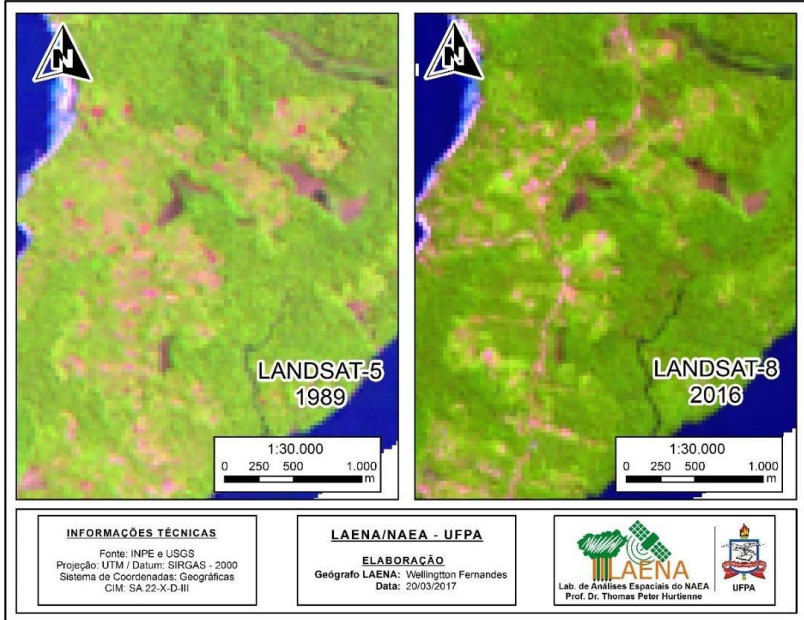 N
N
LANDSAT-5
1989
1:30.000
0 250 500 1.000
m
LANDSAT-8
2016
1:30.000
0 250 500 1.000
m
INFORMAÇÕES TÉCNICAS
Fonte: INPE e USGS
Projeção: UTM / Datum: SIRGAS - 2000
Sistema de Coordenadas: Geográficas
CIM: SA.22-X-D-III
LAENA/NAEA - UFPA
ELABORAÇÃO
Geógrafo LAENA: Wellingtton Fernandes
Data: 20/03/2017
LAENA
Lab. de Análises Espaciais do NAEA
Prof. Dr. Thomas Peter Hurtienne
UFPA